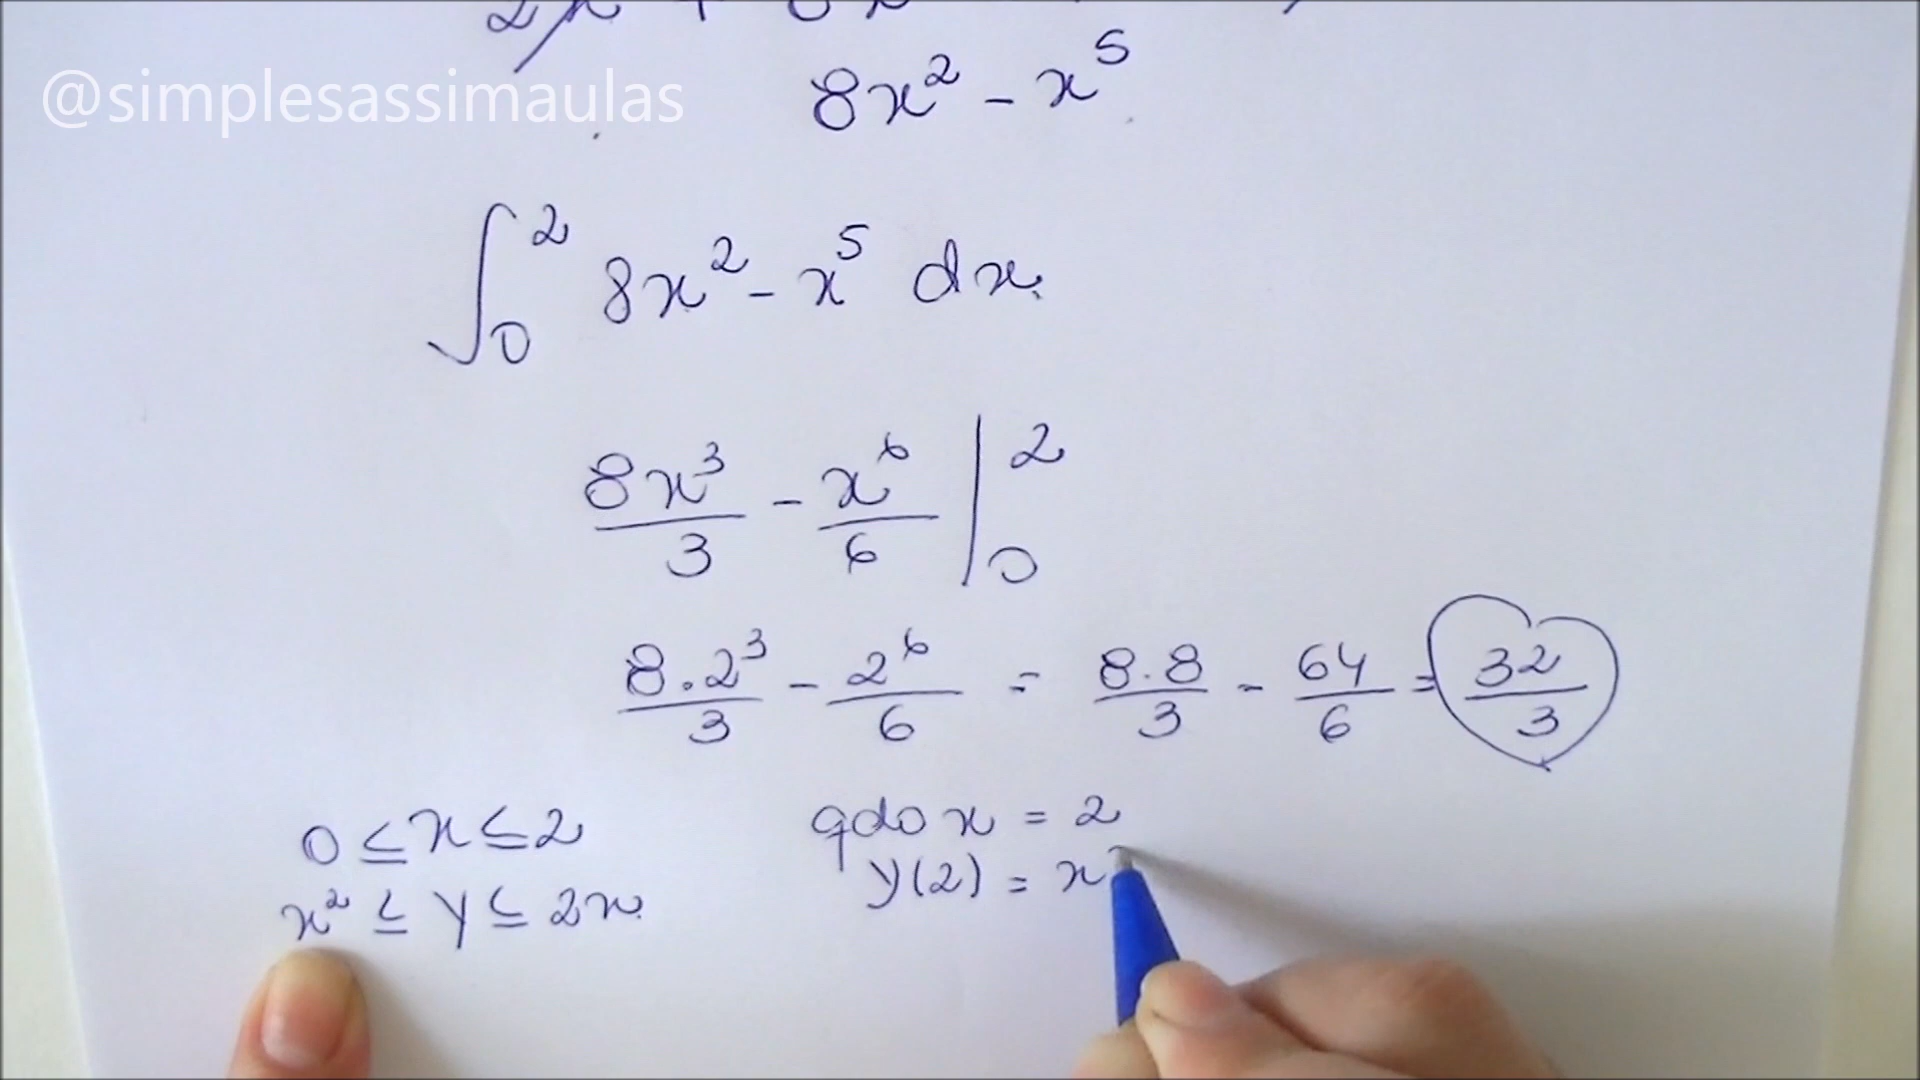 @simplesassimaulas
8x² - x⁵
∫₀² 8x² - x⁵ dx
8x³/3 - x⁶/6 |₀²
8.2³/3 - 2⁶/6 = 8.8/3 - 64/6 = 32/3
0 ≤ x ≤ 2
x² ≤ y ≤ 2x
qdo x = 2
y(2) = x